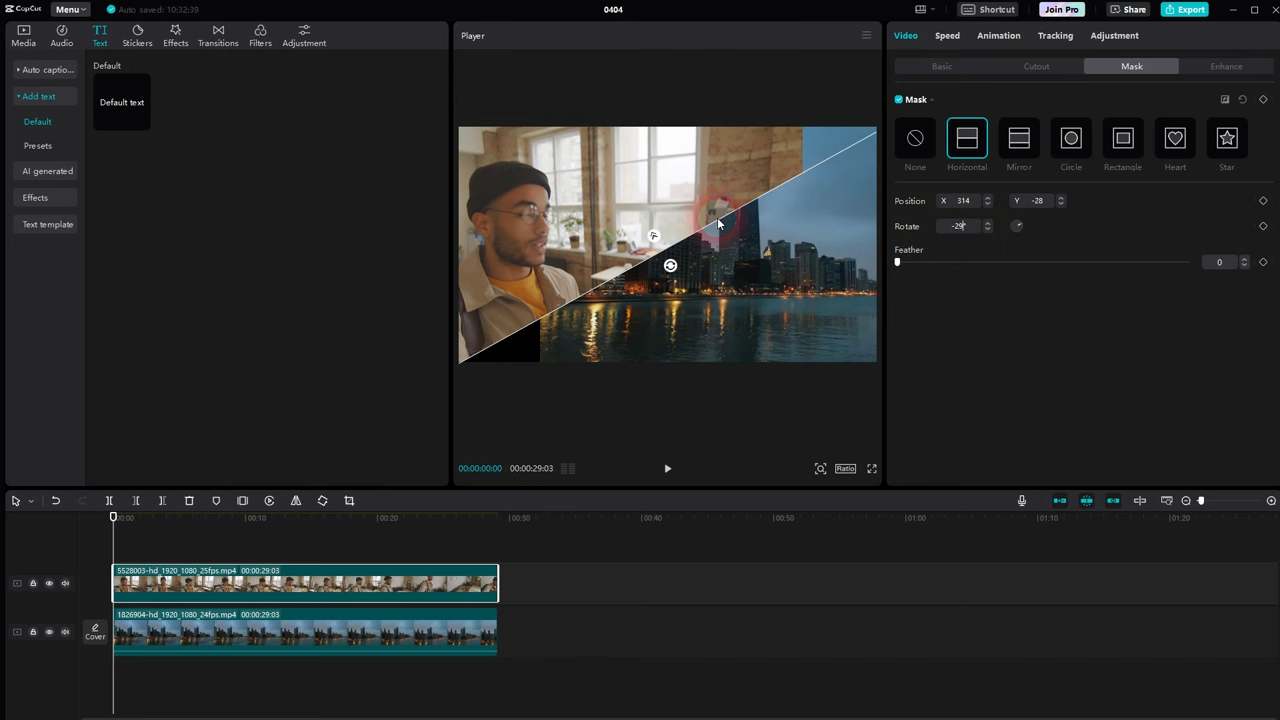 CapCut
Menu
Auto saved: 10:32:39
0404
Shortcut
Join Pro
Share
Export
Media
Audio
Text
Stickers
Effects
Transitions
Filters
Adjustment
Auto captio...
Add text
Default
Presets
AI generated
Effects
Text template
Default
Default text
Player
00:00:00:00
00:00:29:03
Ratio
Video
Speed
Animation
Tracking
Adjustment
Basic
Cutout
Mask
Enhance
Mask
None
Horizontal
Mirror
Circle
Rectangle
Heart
Star
Position
X 314
Y -28
Rotate
-29°
Feather
0
00:00
00:10
00:20
00:30
00:40
00:50
01:00
01:10
01:20
5528003-hd_1920_1080_25fps.mp4 00:00:29:03
Cover
1826904-hd_1920_1080_24fps.mp4 00:00:29:03